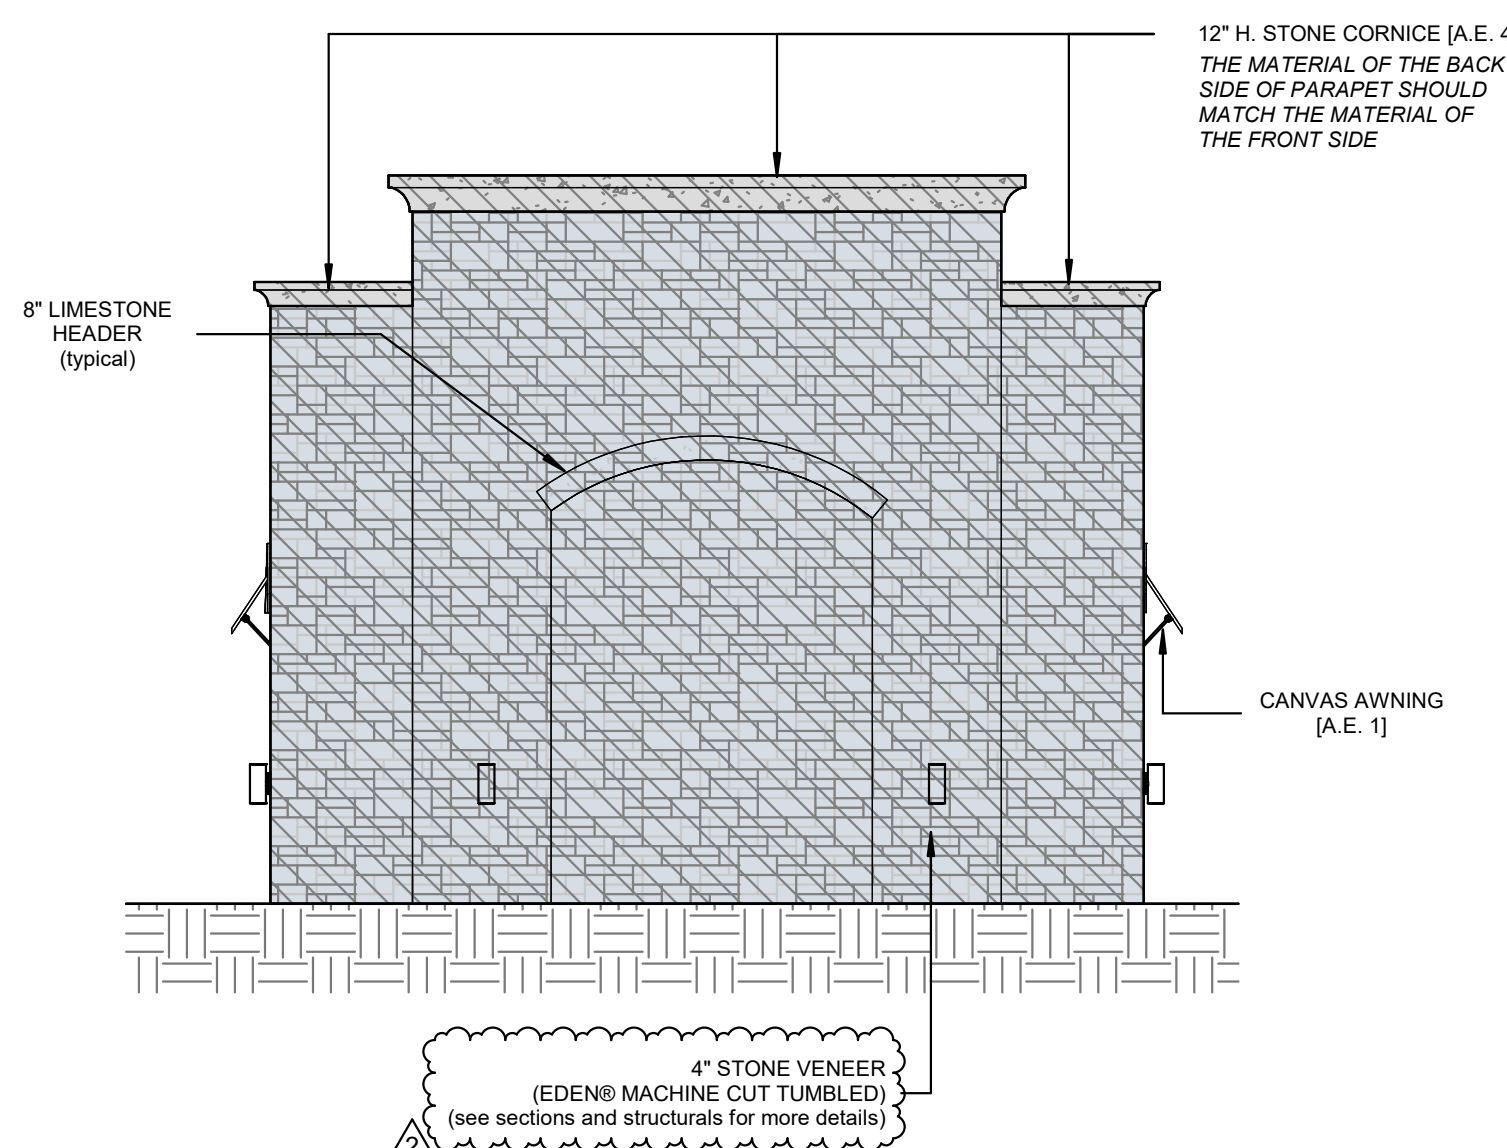 12" H. STONE CORNICE [A.E. 4
THE MATERIAL OF THE BACK
SIDE OF PARAPET SHOULD
MATCH THE MATERIAL OF
THE FRONT SIDE
8" LIMESTONE
HEADER
(typical)
CANVAS AWNING
[A.E. 1]
4" STONE VENEER
(EDEN® MACHINE CUT TUMBLED)
(see sections and structurals for more details)
2